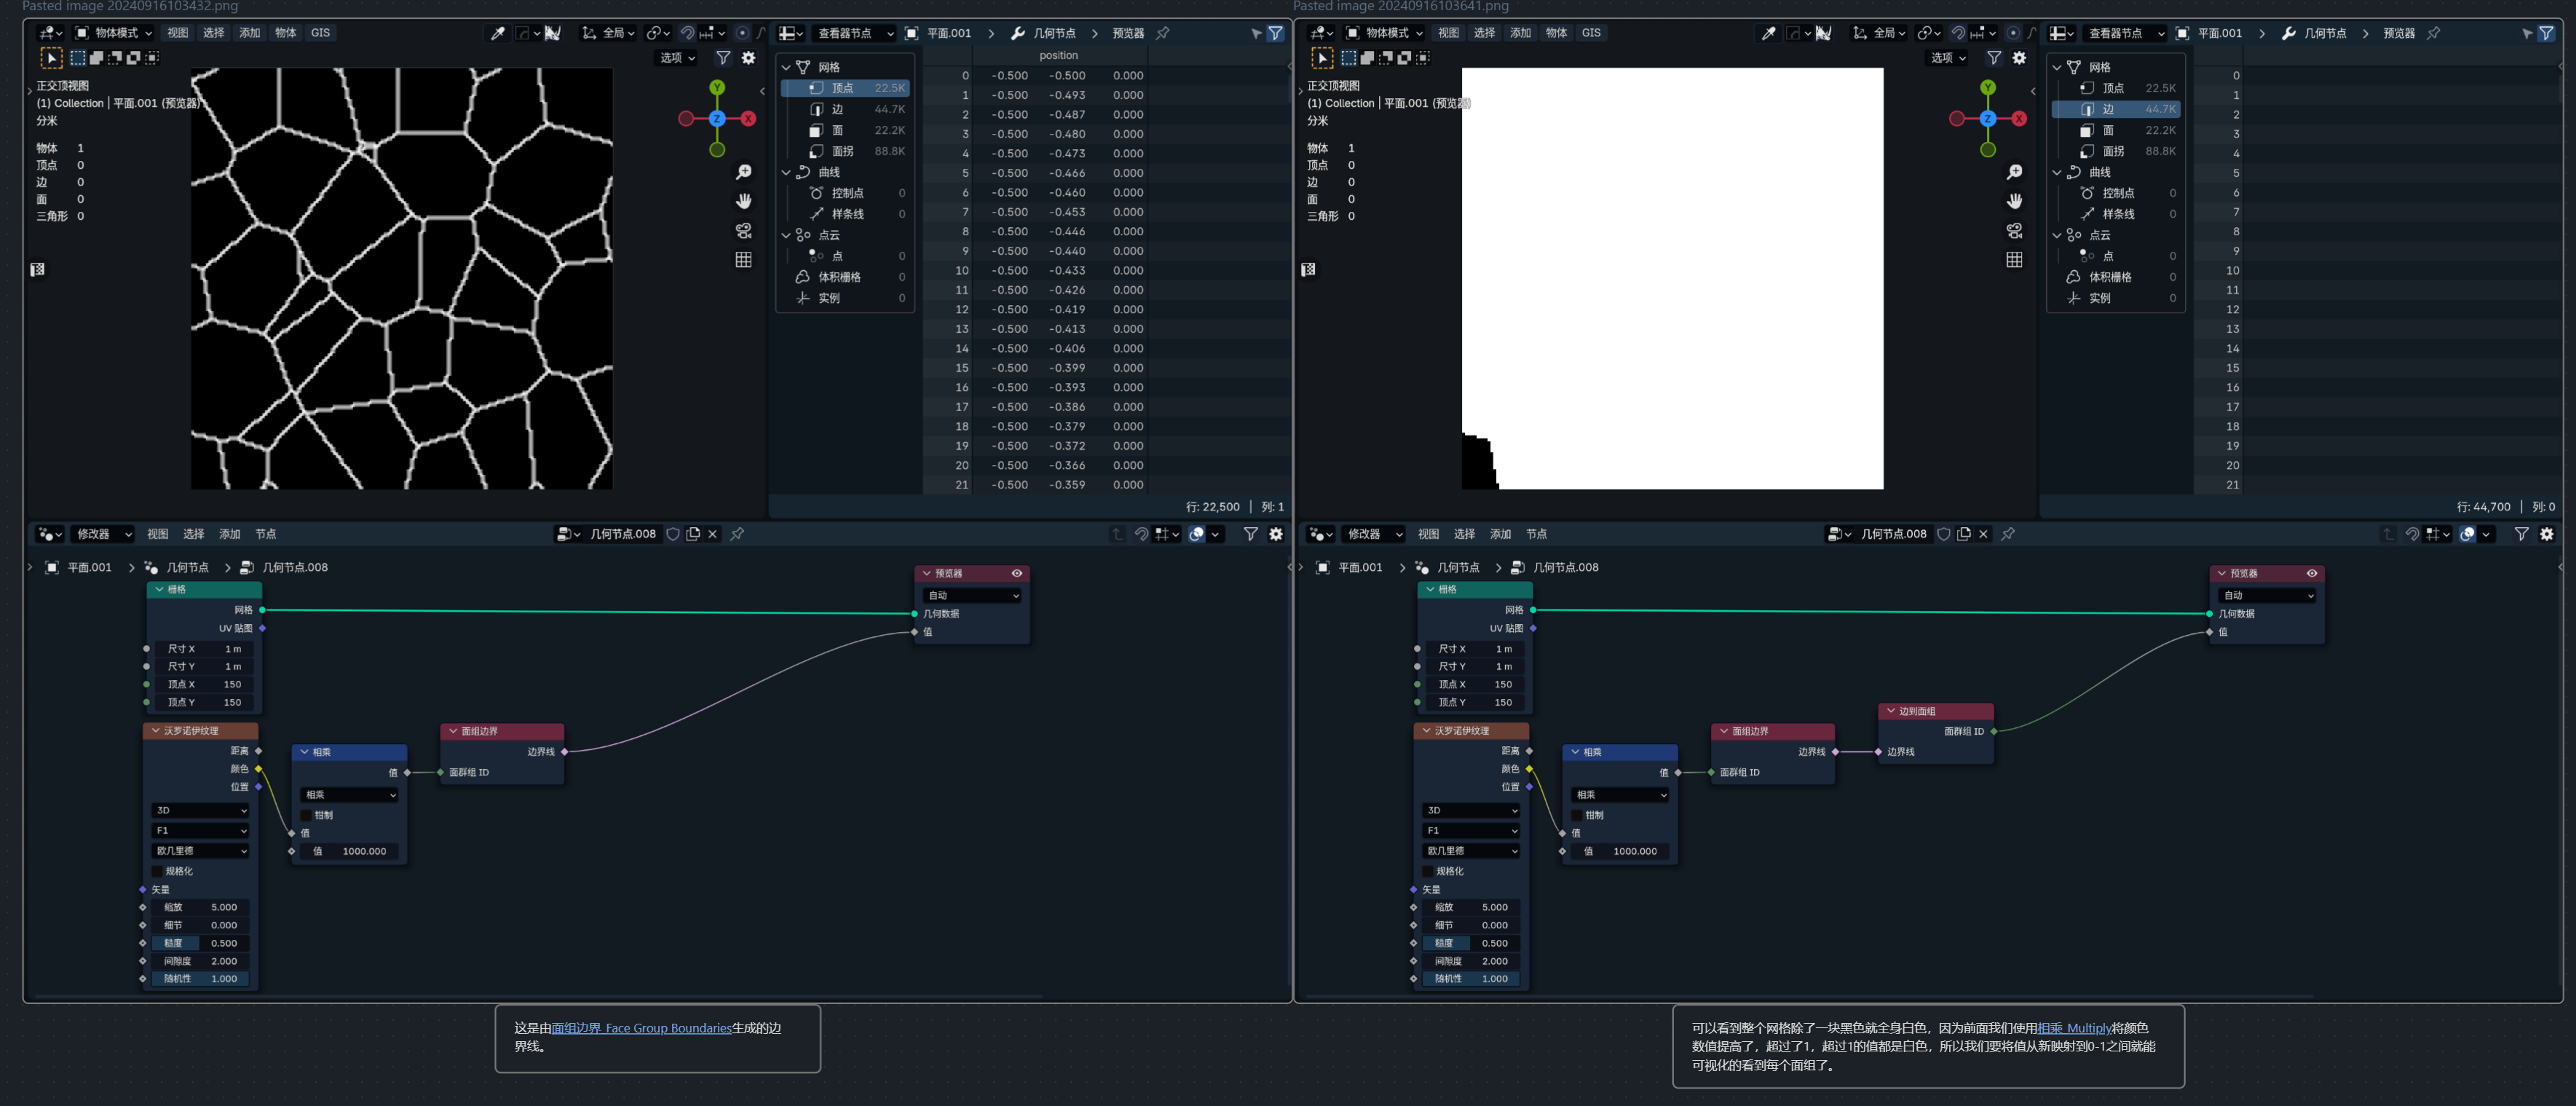 Pasted image 20240916103432.png
物体模式 视图 选择 添加 物体 GIS 全局
选项
正交顶视图
(1) Collection | 平面.001 (预览器)
分米
物体 1
顶点 0
边 0
面 0
三角形 0
Y
Z X
查看器节点 平面.001 几何节点 预览器
网格
顶点 22.5K
边 44.7K
面 22.2K
面拐 88.8K
曲线
控制点 0
样条线 0
点云
点 0
体积栅格 0
实例 0
position
0 -0.500 -0.500 0.000
1 -0.500 -0.493 0.000
2 -0.500 -0.487 0.000
3 -0.500 -0.480 0.000
4 -0.500 -0.473 0.000
5 -0.500 -0.466 0.000
6 -0.500 -0.460 0.000
7 -0.500 -0.453 0.000
8 -0.500 -0.446 0.000
9 -0.500 -0.440 0.000
10 -0.500 -0.433 0.000
11 -0.500 -0.426 0.000
12 -0.500 -0.419 0.000
13 -0.500 -0.413 0.000
14 -0.500 -0.406 0.000
15 -0.500 -0.399 0.000
16 -0.500 -0.393 0.000
17 -0.500 -0.386 0.000
18 -0.500 -0.379 0.000
19 -0.500 -0.372 0.000
20 -0.500 -0.366 0.000
21 -0.500 -0.359 0.000
行: 22,500 | 列: 1
修改器 视图 选择 添加 节点 几何节点.008
平面.001 几何节点 几何节点.008
栅格
网格
UV 贴图
尺寸 X 1 m
尺寸 Y 1 m
顶点 X 150
顶点 Y 150
沃罗诺伊纹理
距离
颜色
位置
3D
F1
欧几里德
规格化
矢量
缩放 5.000
细节 0.000
糙度 0.500
间隙度 2.000
随机性 1.000
相乘
值
相乘
钳制
值
值 1000.000
面组边界
边界线
面群组 ID
预览器
自动
几何数据
值
这是由面组边界 Face Group Boundaries生成的边
界线。
Pasted image 20240916103641.png
物体模式 视图 选择 添加 物体 GIS 全局
选项
正交顶视图
(1) Collection | 平面.001 (预览器)
分米
物体 1
顶点 0
边 0
面 0
三角形 0
Y
Z X
查看器节点 平面.001 几何节点 预览器
网格
顶点 22.5K
边 44.7K
面 22.2K
面拐 88.8K
曲线
控制点 0
样条线 0
点云
点 0
体积栅格 0
实例 0
0
1
2
3
4
5
6
7
8
9
10
11
12
13
14
15
16
17
18
19
20
21
行: 44,700 | 列: 0
修改器 视图 选择 添加 节点 几何节点.008
平面.001 几何节点 几何节点.008
栅格
网格
UV 贴图
尺寸 X 1 m
尺寸 Y 1 m
顶点 X 150
顶点 Y 150
沃罗诺伊纹理
距离
颜色
位置
3D
F1
欧几里德
规格化
矢量
缩放 5.000
细节 0.000
糙度 0.500
间隙度 2.000
随机性 1.000
相乘
值
相乘
钳制
值
值 1000.000
面组边界
边界线
面群组 ID
边到面组
面群组 ID
边界线
预览器
自动
几何数据
值
可以看到整个网格除了一块黑色就全身白色，因为前面我们使用相乘 Multiply将颜色
数值提高了，超过了1，超过1的值都是白色，所以我们要将值从新映射到0-1之间就能
可视化的看到每个面组了。